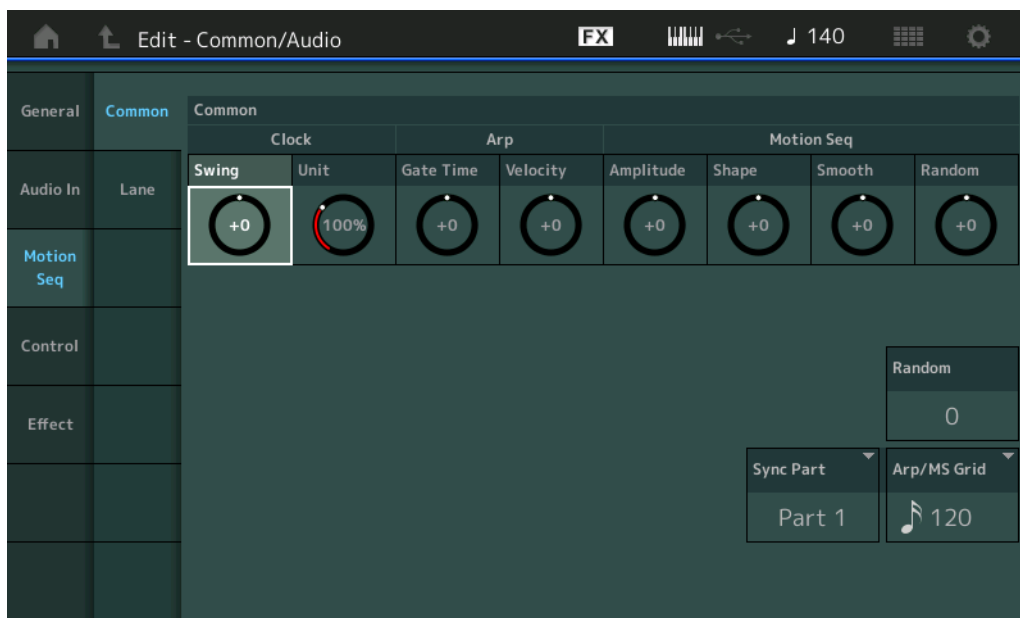 Edit - Common/Audio FX 140
General Common Common
Clock Arp Motion Seq
Swing Unit Gate Time Velocity Amplitude Shape Smooth Random
Audio In Lane
+0 100% +0 +0 +0 +0 +0 +0
Motion
Seq
Control
Random
0
Effect
Sync Part Arp/MS Grid
Part 1 120